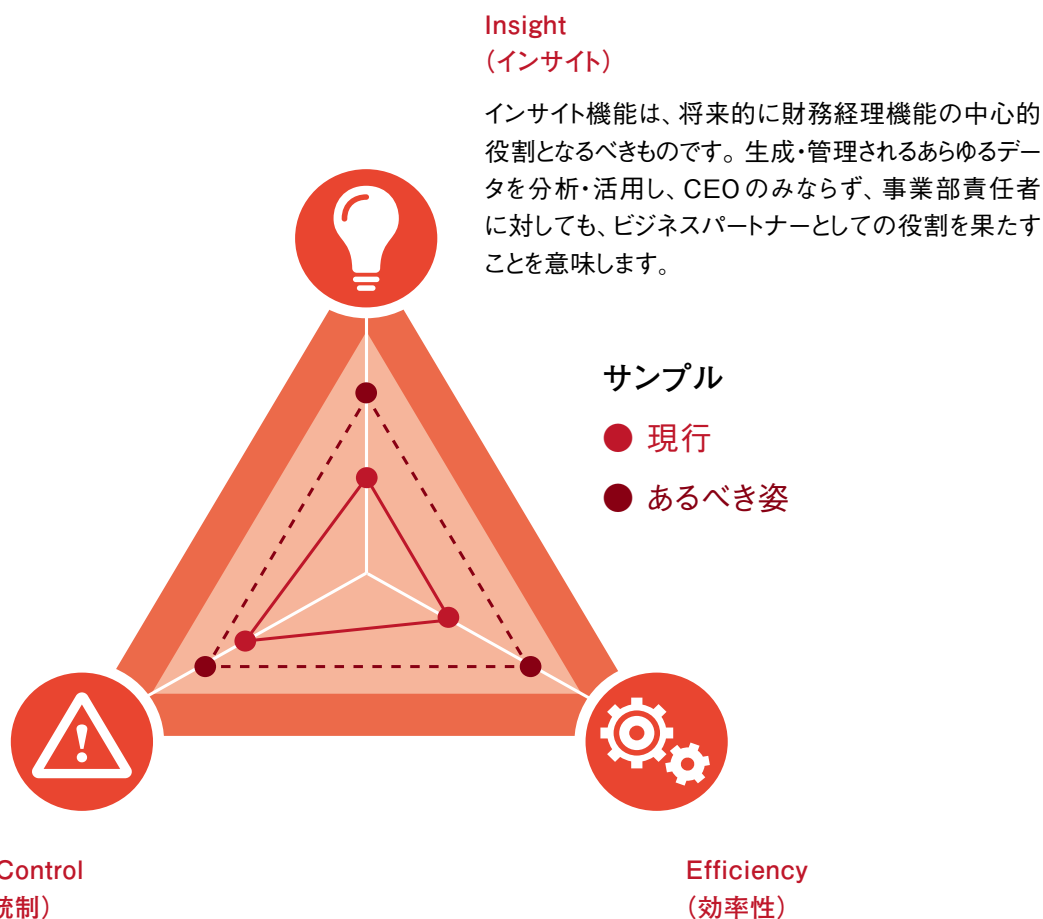 Insight
（インサイト）
インサイト機能は、将来的に財務経理機能の中心的
役割となるべきものです。生成・管理されるあらゆるデー
タを分析・活用し、CEOのみならず、事業部責任者
に対しても、ビジネスパートナーとしての役割を果たす
ことを意味します。
サンプル
現行
あるべき姿
Control
統制）
Efficiency
（効率性）